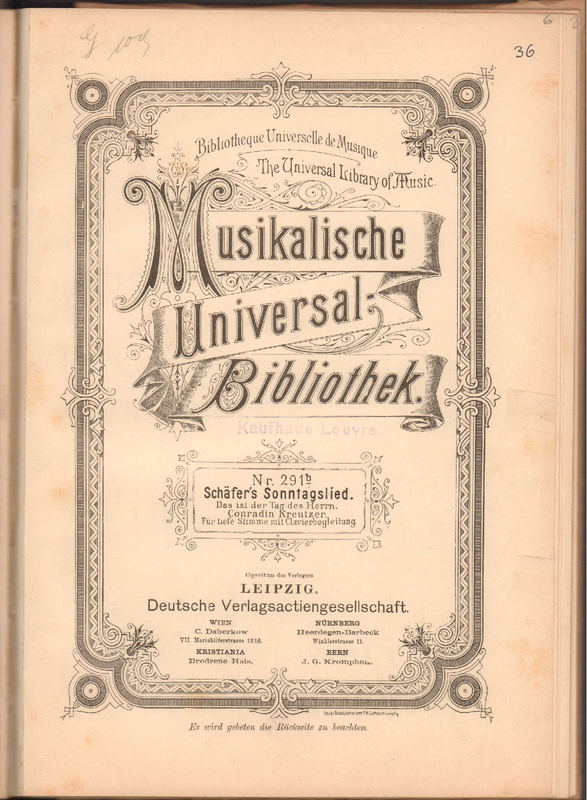 6
36
Bibliotheque Universelle de Musique
The Universal Library of Music.
Musikalische
Universal-
Bibliothek.
Kaufhaus Louvre
Nr. 291b
Schäfer's Sonntagslied.
Das ist der Tag des Herrn.
Conradin Kreutzer.
Für tiefe Stimme mit Clavierbegleitung.
Eigenthum des Verlegers
LEIPZIG.
Deutsche Verlagsactiengesellschaft.
WIEN
C. Daberkow
VII. Mariahilferstrasse 12/16.
KRISTIANIA
Brodrene Hals.
NÜRNBERG
Heerdegen-Barbeck
Winklerstrasse 11.
BERN
J. G. Krompholz.
Es wird gebeten die Rückseite zu beachten.